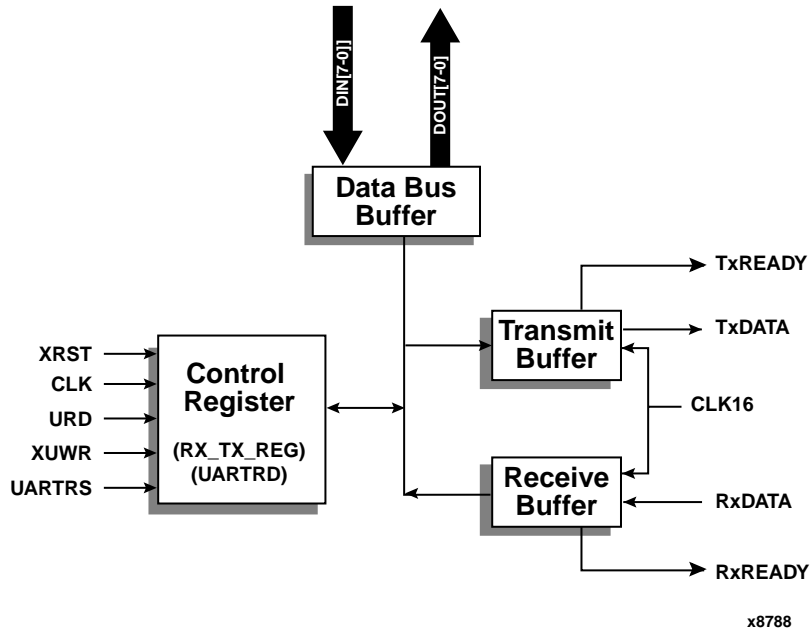 DIN[7-0]]
DOUT[7-0]
Data Bus
Buffer
TxREADY
Transmit
Buffer
TxDATA
XRST
CLK
URD
XUWR
UARTRS
Control
Register
(RX_TX_REG)
(UARTRD)
CLK16
Receive
Buffer
RxDATA
RxREADY
x8788